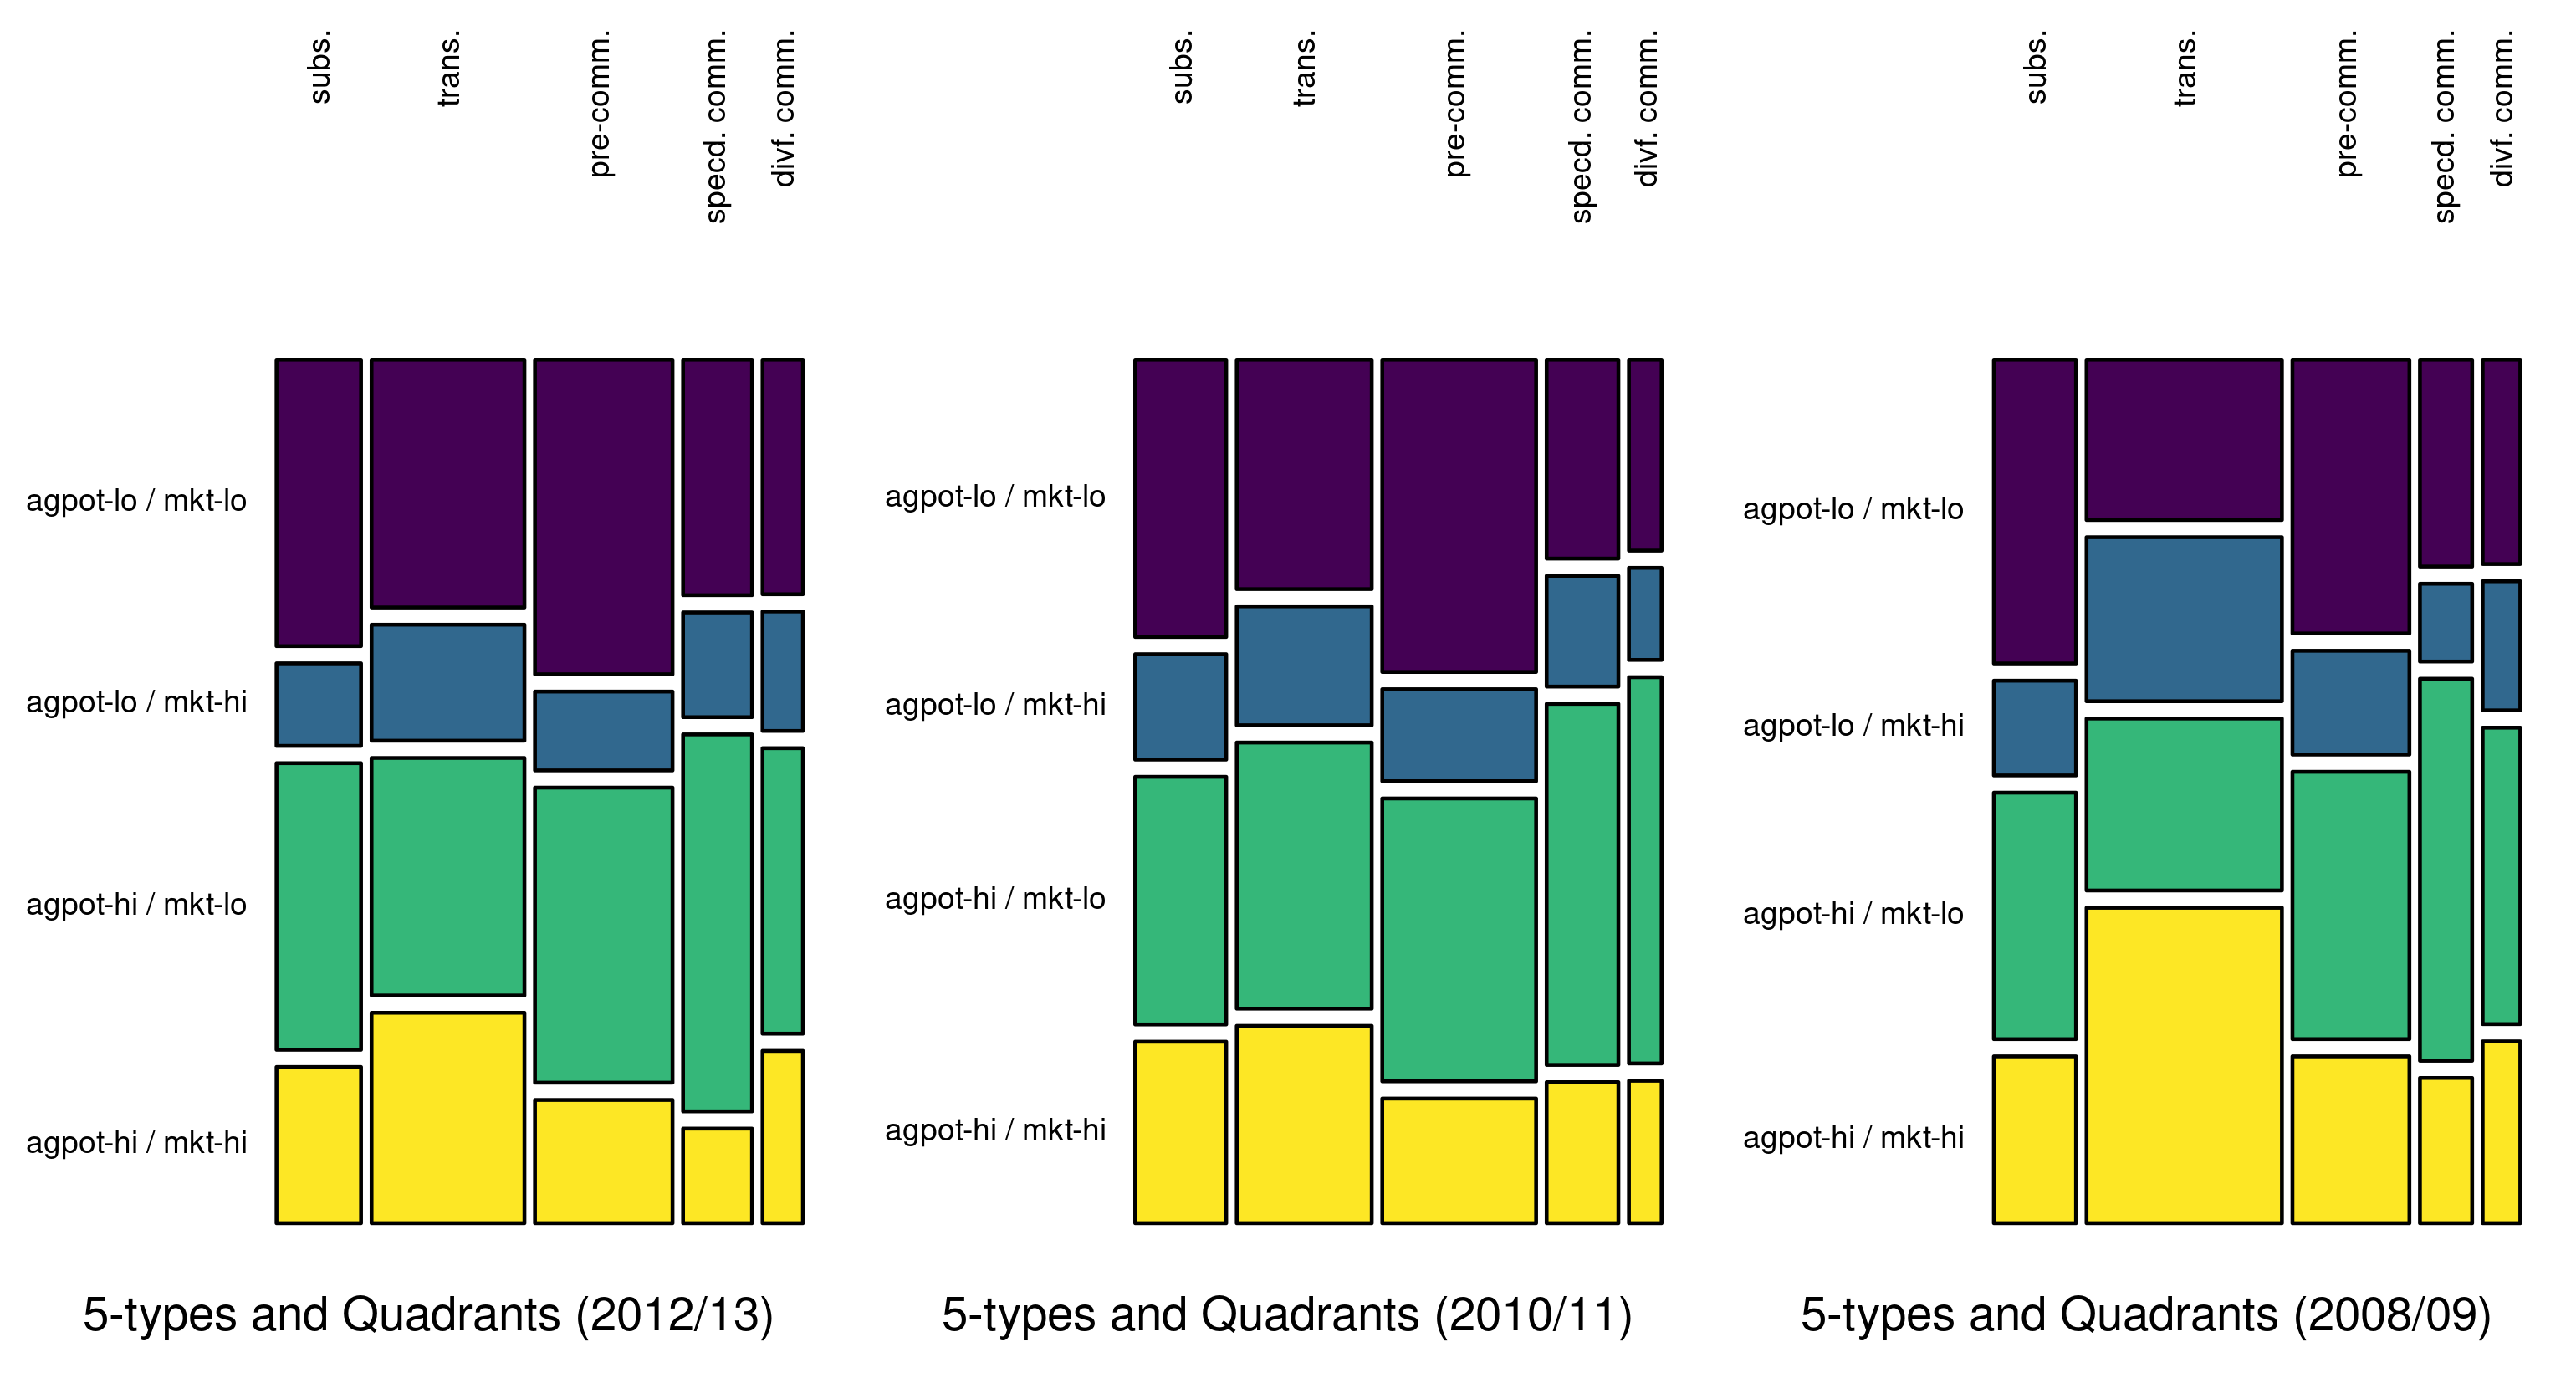 subs.
trans.
pre-comm.
specd. comm.
divf. comm.
agpot-lo / mkt-lo
agpot-lo / mkt-hi
agpot-hi / mkt-lo
agpot-hi / mkt-hi
5-types and Quadrants (2012/13)
subs.
trans.
pre-comm.
specd. comm.
divf. comm.
agpot-lo / mkt-lo
agpot-lo / mkt-hi
agpot-hi / mkt-lo
agpot-hi / mkt-hi
5-types and Quadrants (2010/11)
subs.
trans.
pre-comm.
specd. comm.
divf. comm.
agpot-lo / mkt-lo
agpot-lo / mkt-hi
agpot-hi / mkt-lo
agpot-hi / mkt-hi
5-types and Quadrants (2008/09)